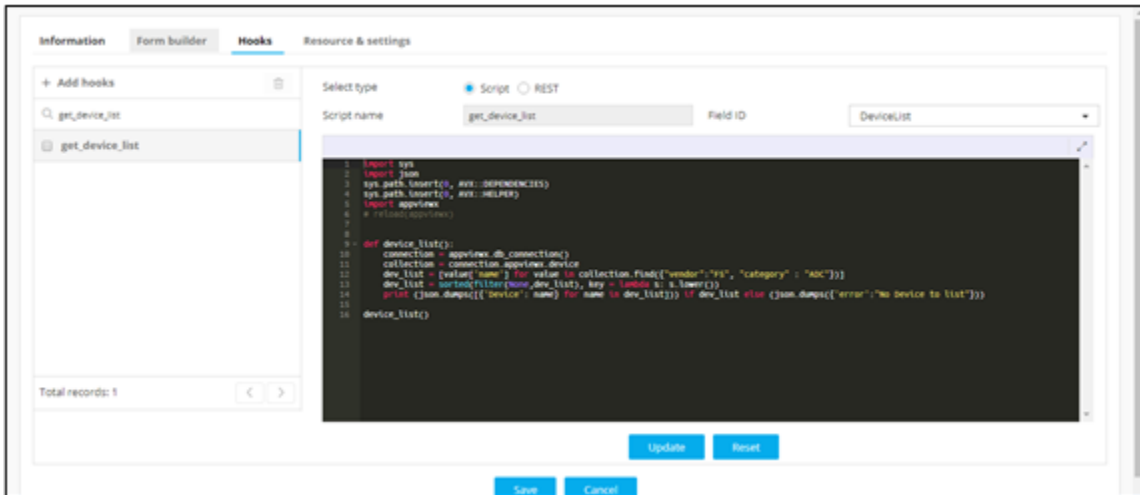 Information Form builder Hooks Resource & settings
+ Add hooks
get_device_list
get_device_list
Total records: 1
Select type Script REST
Script name get_device_list Field ID DeviceList
1 import sys
2 import json
3 sys.path.insert(0, AVX::DEPENDENCIES)
4 sys.path.insert(0, AVX::HELPER)
5 import appviewx
6 # reload(appviewx)
7
8
9 def device_list():
10 connection = appviewx.db_connection()
11 collection = connection.appviewx.device
12 dev_list = [value['name'] for value in collection.find({"vendor":"F5", "category" : "ADC"})]
13 dev_list = sorted(filter(None,dev_list), key = lambda s: s.lower())
14 print (json.dumps([{'Device': name} for name in dev_list])) if dev_list else (json.dumps({"error":"No Device to list"}))
15
16 device_list()
Update Reset
Save Cancel